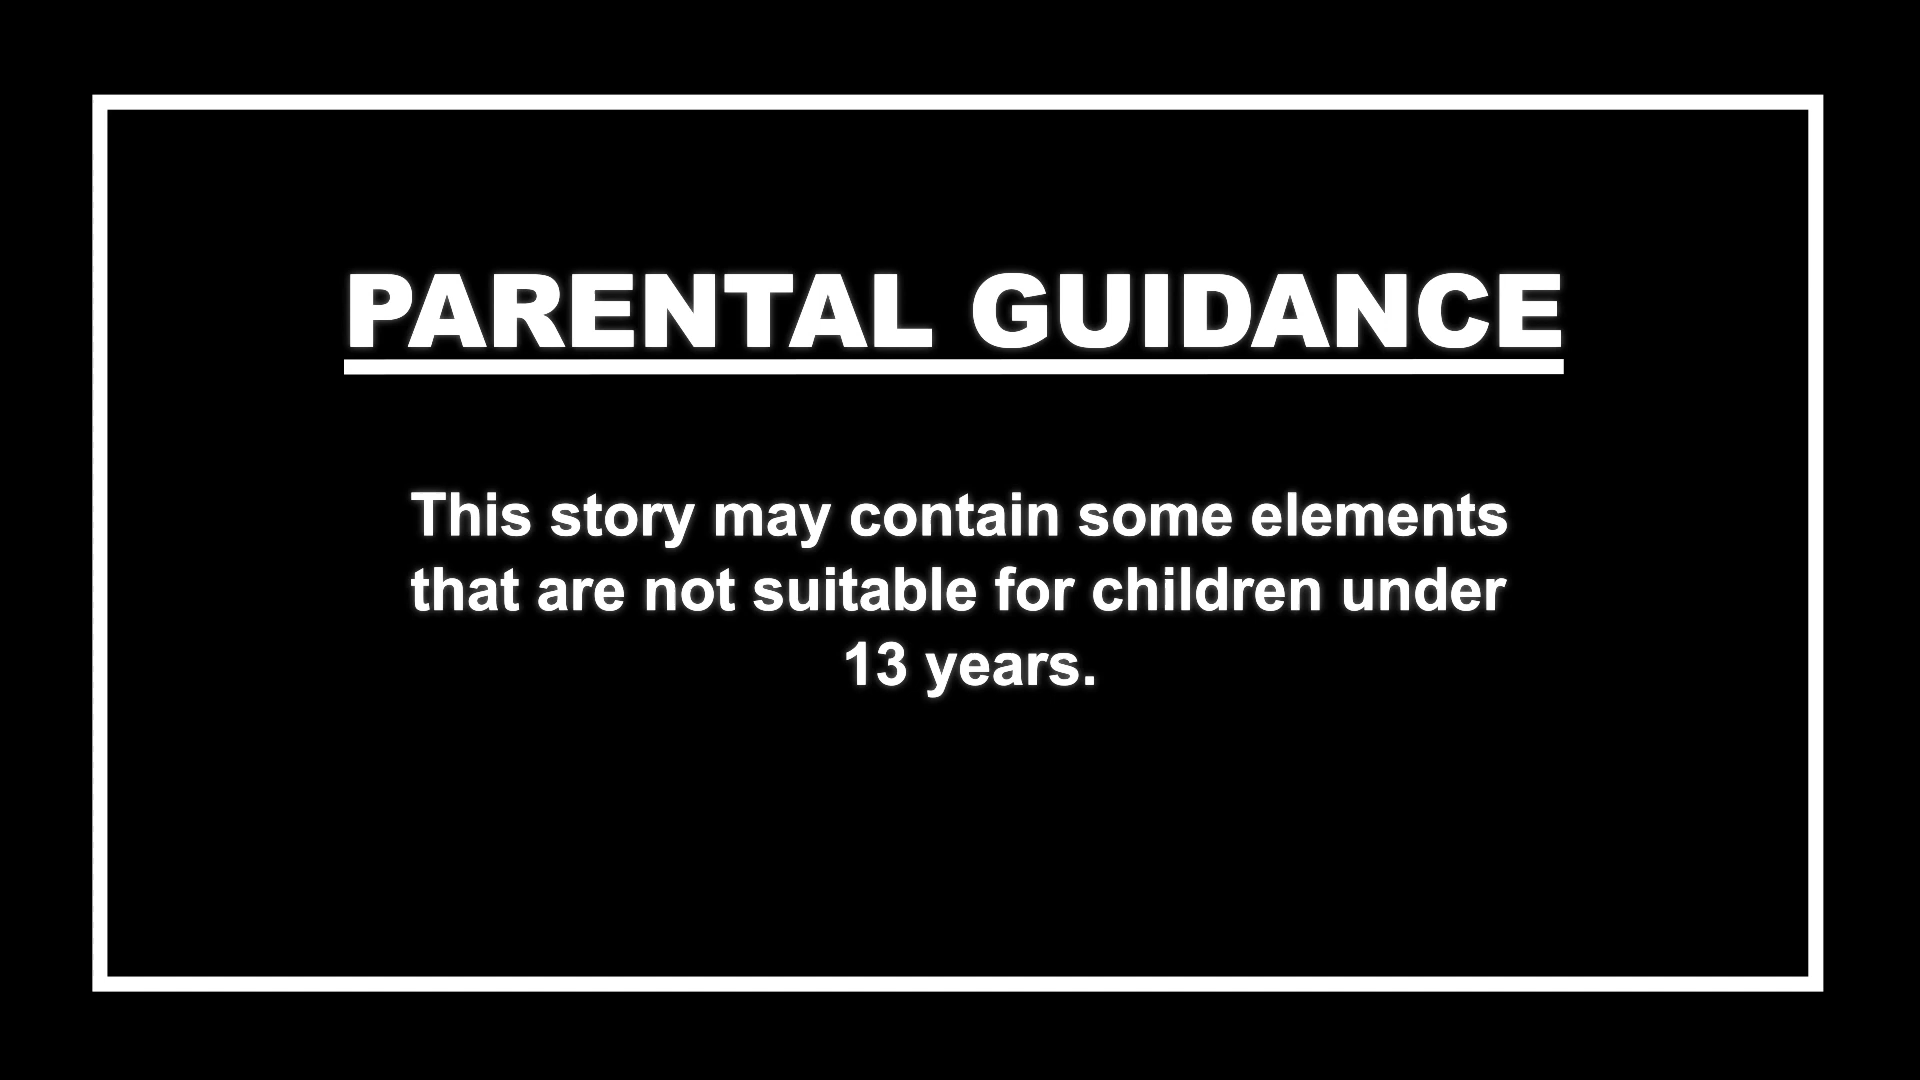 PARENTAL GUIDANCE
This story may contain some elements
that are not suitable for children under
13 years.